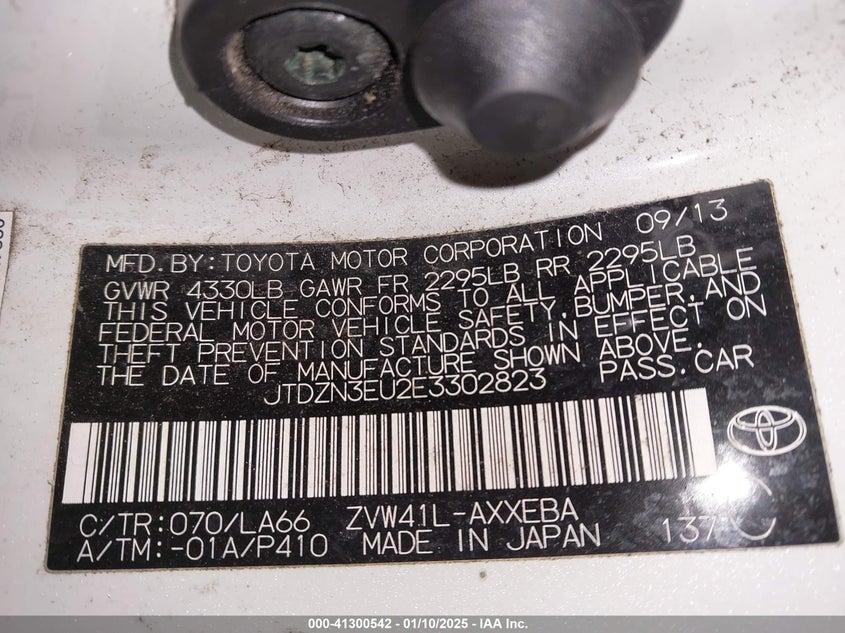 MFD. BY: TOYOTA MOTOR CORPORATION 09/13
GVWR 4330LB GAWR FR 2295LB RR 2295LB
THIS VEHICLE CONFORMS TO ALL APPLICABLE
FEDERAL MOTOR VEHICLE SAFETY, BUMPER, AND
THEFT PREVENTION STANDARDS IN EFFECT ON
THE DATE OF MANUFACTURE SHOWN ABOVE.
JTDZN3EU2E3302823 PASS. CAR
C/TR: 070/LA66 ZVW41L-AXXEBA
A/TM: -01A/P410 MADE IN JAPAN 137
000-41300542 - 01/10/2025 - IAA Inc.